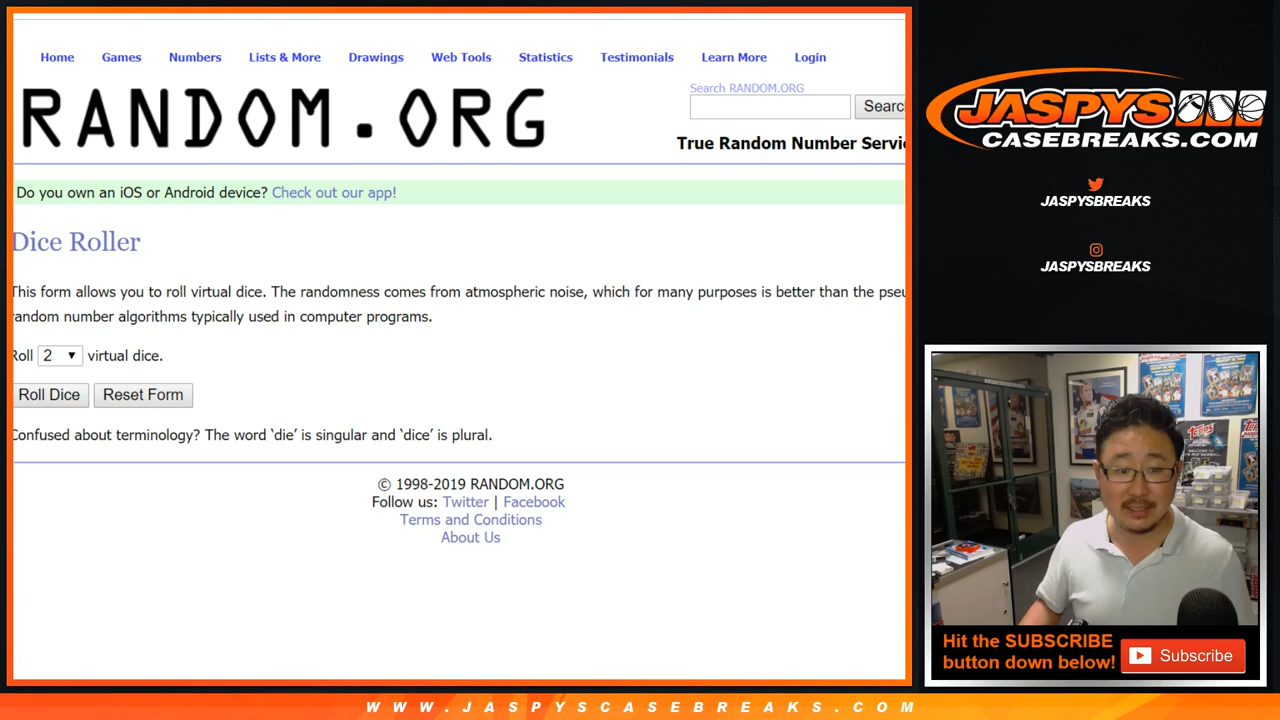 Home Games Numbers Lists & More Drawings Web Tools Statistics Testimonials Learn More Login
Search RANDOM.ORG
RANDOM.ORG
Searc
True Random Number Servi
Do you own an iOS or Android device? Check out our app!
Dice Roller
This form allows you to roll virtual dice. The randomness comes from atmospheric noise, which for many purposes is better than the pseu
random number algorithms typically used in computer programs.
Roll 2 virtual dice.
Roll Dice Reset Form
Confused about terminology? The word ‘die’ is singular and ‘dice’ is plural.
© 1998-2019 RANDOM.ORG
Follow us: Twitter | Facebook
Terms and Conditions
About Us
JASPYS
CASEBREAKS.COM
JASPYSBREAKS
JASPYSBREAKS
TOPPS
Hit the SUBSCRIBE
button down below!
Subscribe
WWW.JASPYSCASEBREAKS.COM